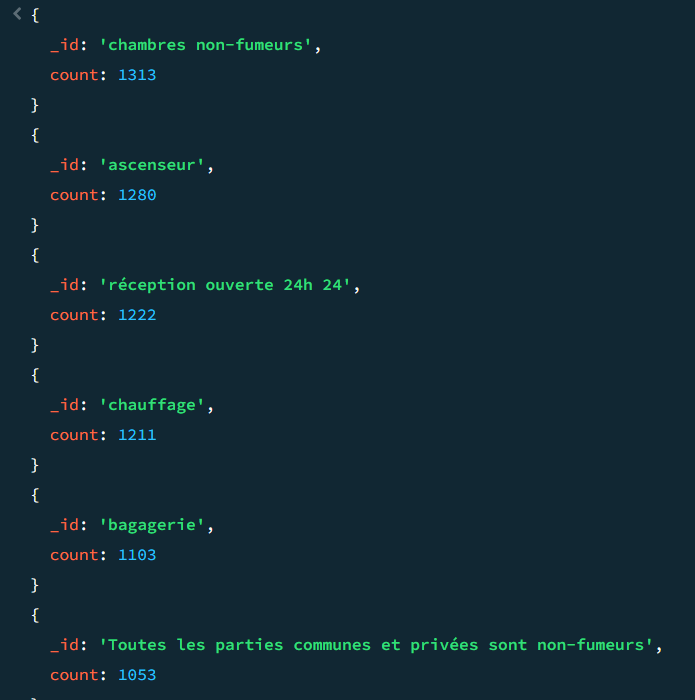 {
_id: 'chambres non-fumeurs',
count: 1313
}
{
_id: 'ascenseur',
count: 1280
}
{
_id: 'réception ouverte 24h 24',
count: 1222
}
{
_id: 'chauffage',
count: 1211
}
{
_id: 'bagagerie',
count: 1103
}
{
_id: 'Toutes les parties communes et privées sont non-fumeurs',
count: 1053